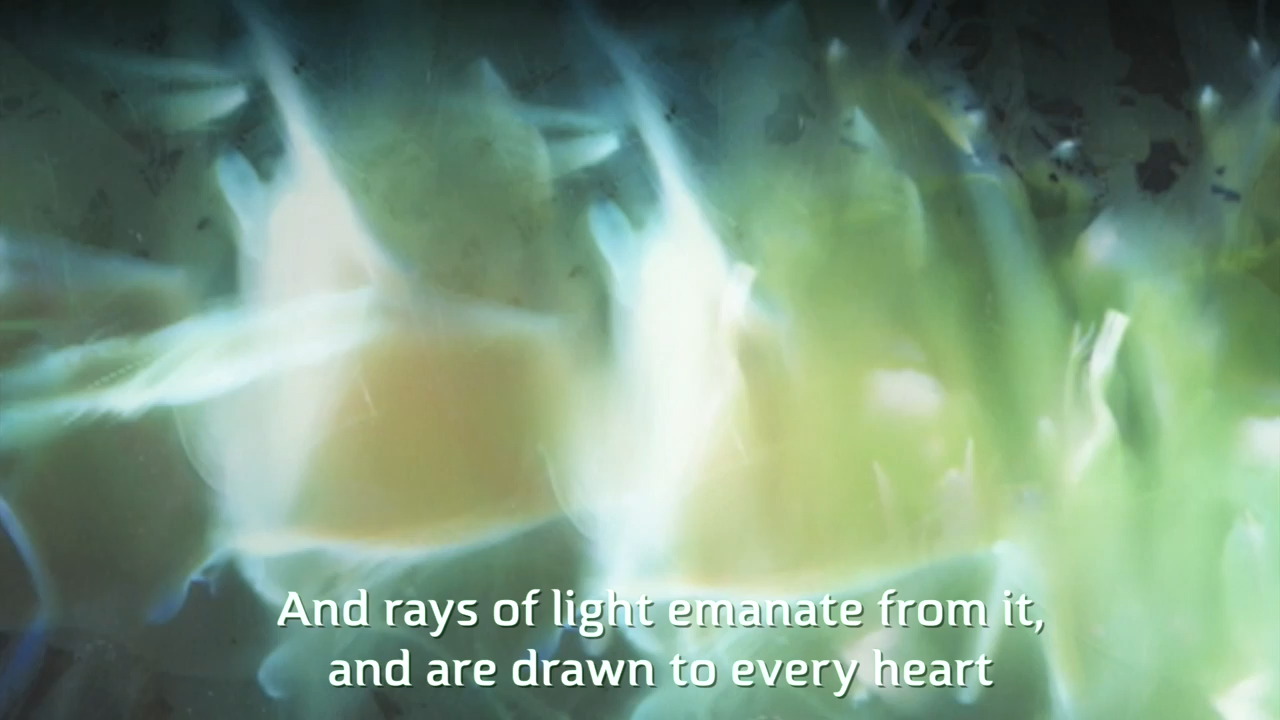 And rays of light emanate from it,
and are drawn to every heart